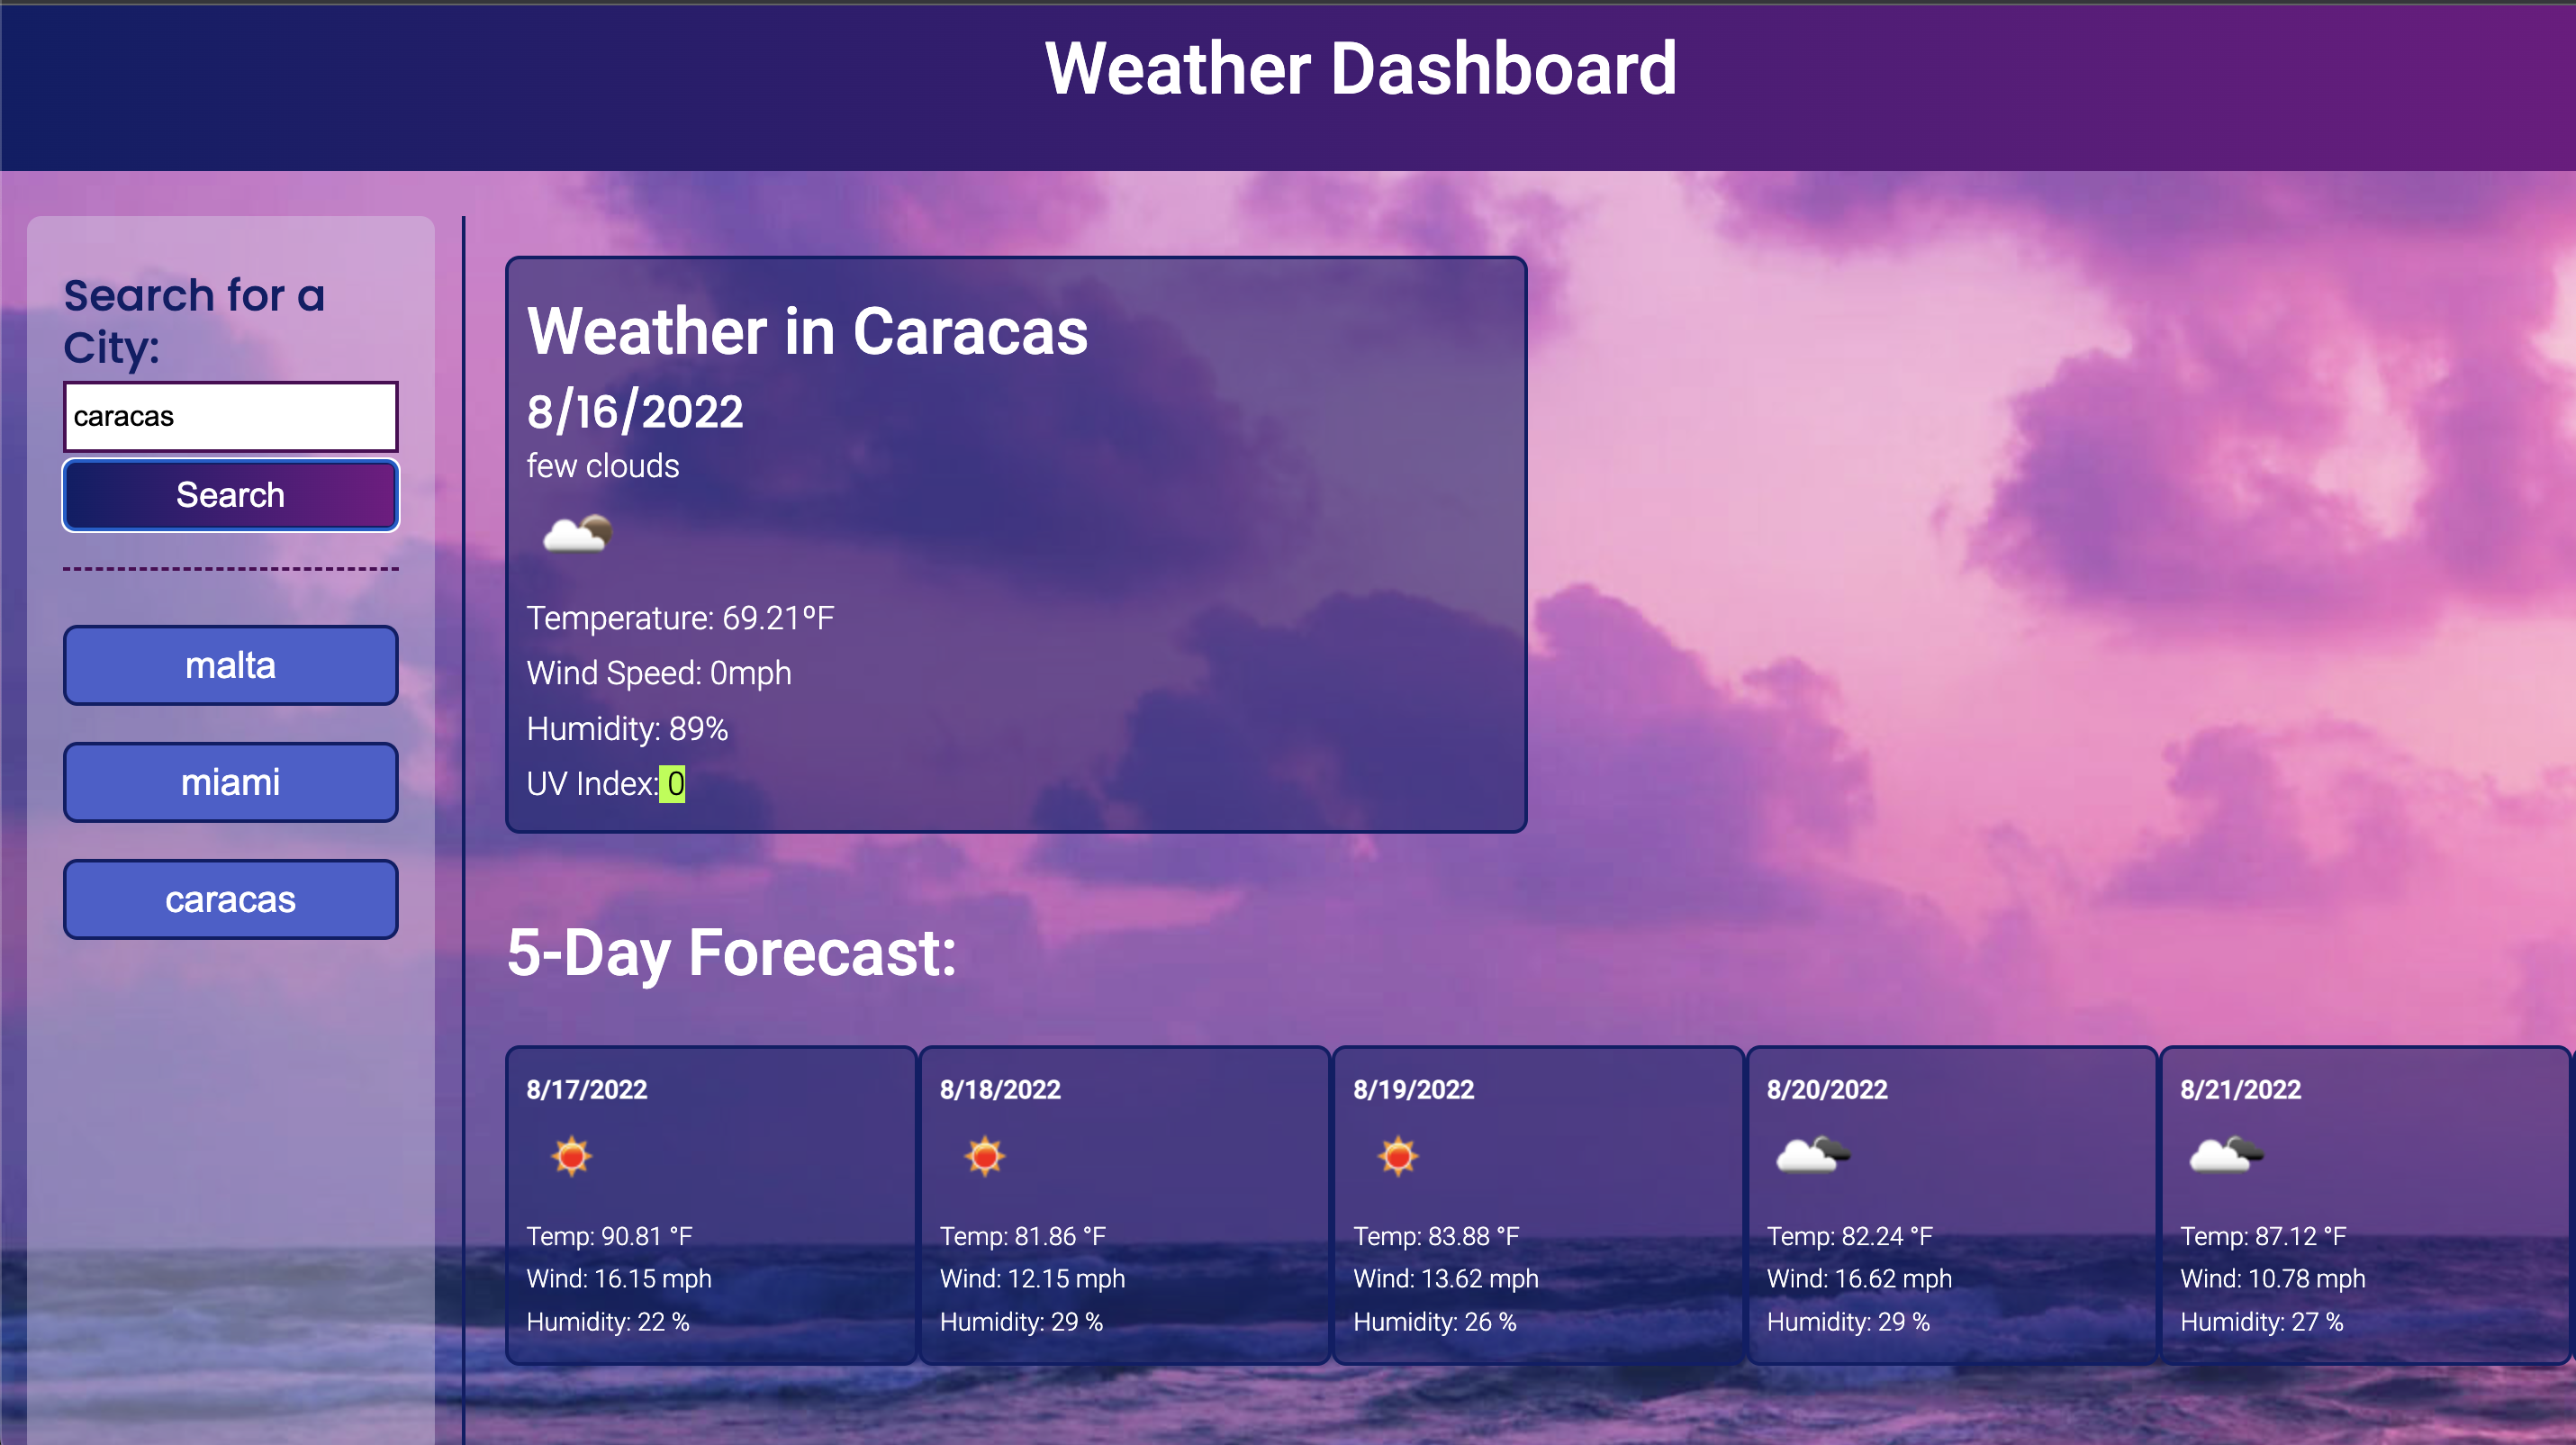 Weather Dashboard
Search for a
City:
caracas
Search
malta
miami
caracas
Weather in Caracas
8/16/2022
few clouds
Temperature: 69.21ºF
Wind Speed: 0mph
Humidity: 89%
UV Index: 0
5-Day Forecast:
8/17/2022
Temp: 90.81 °F
Wind: 16.15 mph
Humidity: 22 %
8/18/2022
Temp: 81.86 °F
Wind: 12.15 mph
Humidity: 29 %
8/19/2022
Temp: 83.88 °F
Wind: 13.62 mph
Humidity: 26 %
8/20/2022
Temp: 82.24 °F
Wind: 16.62 mph
Humidity: 29 %
8/21/2022
Temp: 87.12 °F
Wind: 10.78 mph
Humidity: 27 %